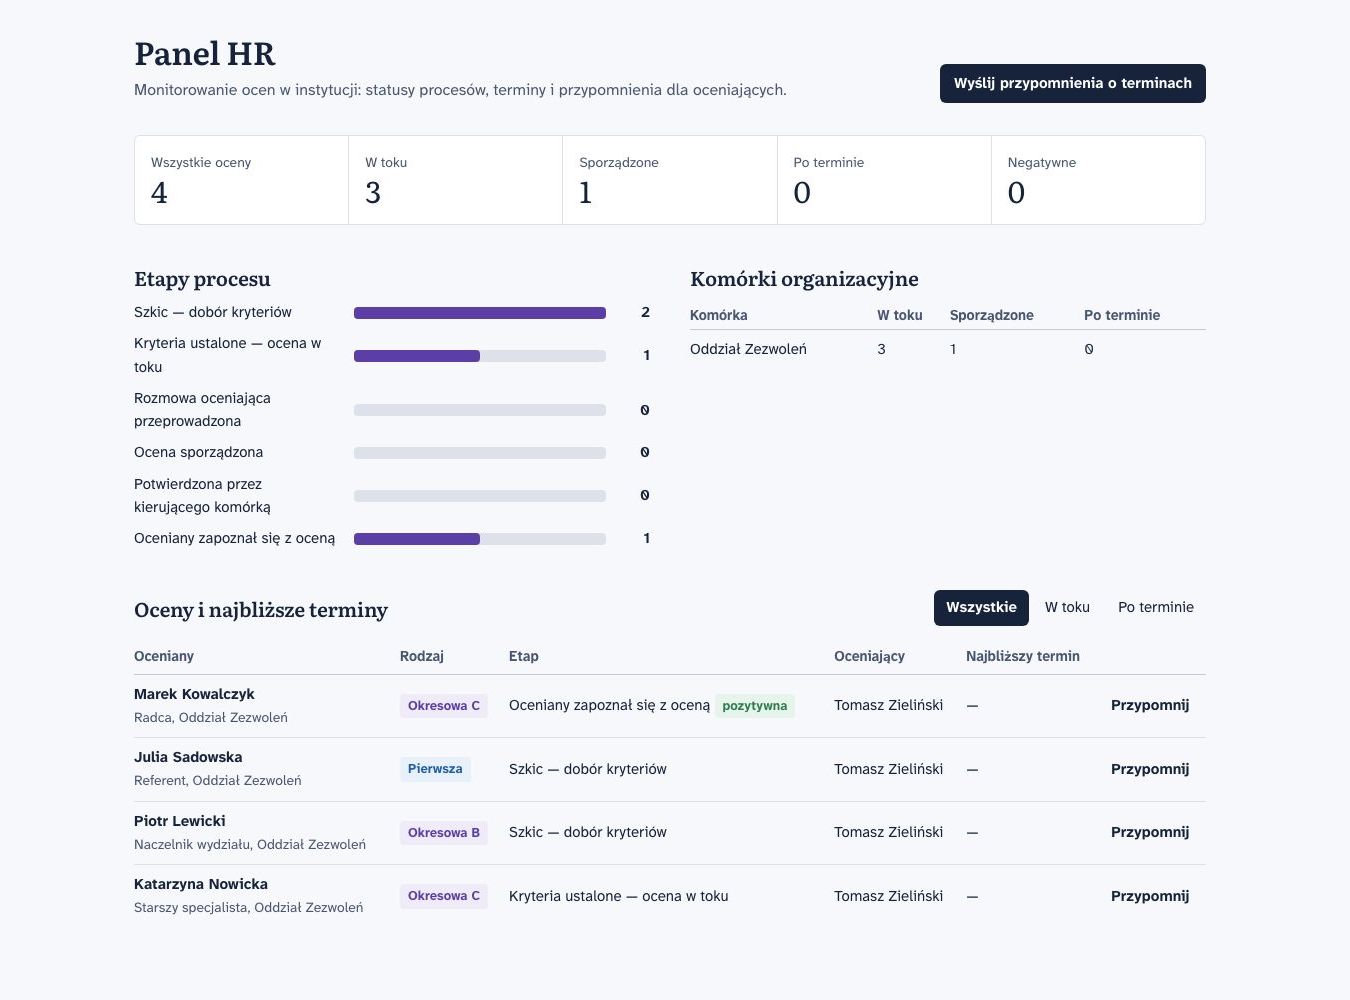 Panel HR
Monitorowanie ocen w instytucji: statusy procesów, terminy i przypomnienia dla oceniających.
Wyślij przypomnienia o terminach
Wszystkie oceny
4
W toku
3
Sporządzone
1
Po terminie
0
Negatywne
0
Etapy procesu
Szkic — dobór kryteriów 2
Kryteria ustalone — ocena w
toku
1
Rozmowa oceniająca
przeprowadzona
0
Ocena sporządzona 0
Potwierdzona przez
kierującego komórką
0
Oceniany zapoznał się z oceną 1
Komórki organizacyjne
Komórka W toku Sporządzone Po terminie
Oddział Zezwoleń 3 1 0
Oceny i najbliższe terminy
Wszystkie W toku Po terminie
Oceniany Rodzaj Etap Oceniający Najbliższy termin
Marek Kowalczyk
Radca, Oddział Zezwoleń
Okresowa C Oceniany zapoznał się z oceną pozytywna Tomasz Zieliński — Przypomnij
Julia Sadowska
Referent, Oddział Zezwoleń
Pierwsza Szkic — dobór kryteriów Tomasz Zieliński — Przypomnij
Piotr Lewicki
Naczelnik wydziału, Oddział Zezwoleń
Okresowa B Szkic — dobór kryteriów Tomasz Zieliński — Przypomnij
Katarzyna Nowicka
Starszy specjalista, Oddział Zezwoleń
Okresowa C Kryteria ustalone — ocena w toku Tomasz Zieliński — Przypomnij